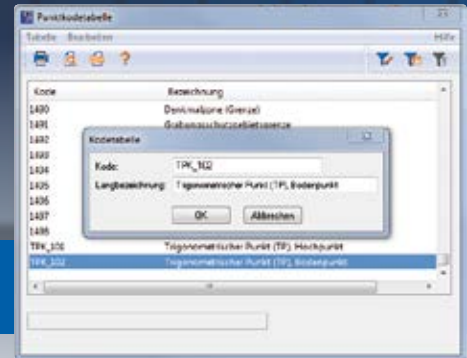 Punktkodetabelle
Tabelle Bearbeiten Hilfe
Kode Bezeichnung
1490 Denkmalzone (Grenze)
1491 Grabungsschutzgebietsgrenze
1492
Kodetabelle
Kode: TPK_102
Langbezeichnung: Trigonometrischer Punkt (TP), Bodenpunkt
OK Abbrechen
1493
1494
1495
1496
1497
1498
TPK_101 Trigonometrischer Punkt (TP), Hochpunkt
TPK_102 Trigonometrischer Punkt (TP), Bodenpunkt